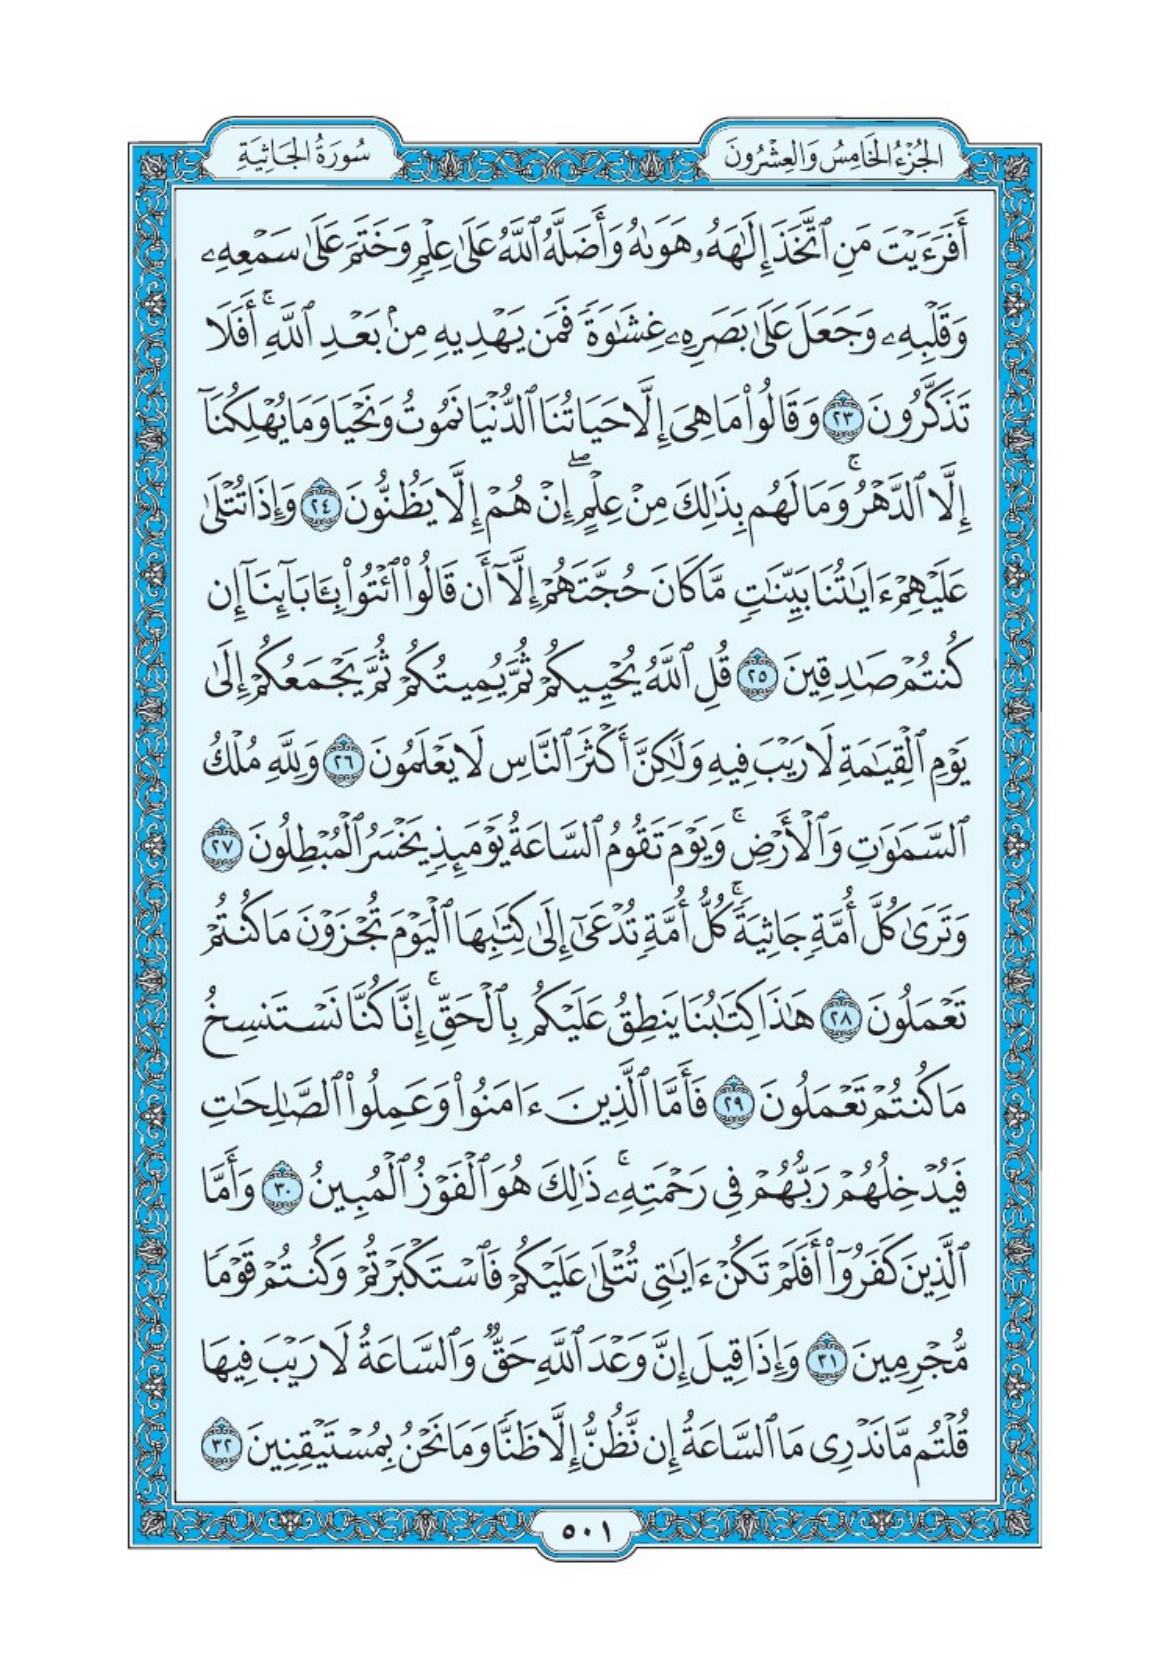 الجُزْءُ الخَامِسُ وَالعِشْرُونَ
سُورَةُ الجَاثِيَةِ
أَفَرَءَيْتَ مَنِ ٱتَّخَذَ إِلَٰهَهُۥ هَوَىٰهُ وَأَضَلَّهُ ٱللَّهُ عَلَىٰ عِلْمٍ وَخَتَمَ عَلَىٰ سَمْعِهِۦ
وَقَلْبِهِۦ وَجَعَلَ عَلَىٰ بَصَرِهِۦ غِشَٰوَةً فَمَن يَهْدِيهِ مِنۢ بَعْدِ ٱللَّهِۚ أَفَلَا
تَذَكَّرُونَ ٢٣ وَقَالُوا۟ مَا هِىَ إِلَّا حَيَاتُنَا ٱلدُّنْيَا نَمُوتُ وَنَحْيَا وَمَا يُهْلِكُنَآ
إِلَّا ٱلدَّهْرُۚ وَمَا لَهُم بِذَٰلِكَ مِنْ عِلْمٍۖ إِنْ هُمْ إِلَّا يَظُنُّونَ ٢٤ وَإِذَا تُتْلَىٰ
عَلَيْهِمْ ءَايَٰتُنَا بَيِّنَٰتٍ مَّا كَانَ حُجَّتَهُمْ إِلَّآ أَن قَالُوا۟ ٱئْتُوا۟ بِـَٔابَآئِنَآ إِن
كُنتُمْ صَٰدِقِينَ ٢٥ قُلِ ٱللَّهُ يُحْيِيكُمْ ثُمَّ يُمِيتُكُمْ ثُمَّ يَجْمَعُكُمْ إِلَىٰ
يَوْمِ ٱلْقِيَٰمَةِ لَا رَيْبَ فِيهِ وَلَٰكِنَّ أَكْثَرَ ٱلنَّاسِ لَا يَعْلَمُونَ ٢٦ وَلِلَّهِ مُلْكُ
ٱلسَّمَٰوَٰتِ وَٱلْأَرْضِۚ وَيَوْمَ تَقُومُ ٱلسَّاعَةُ يَوْمَئِذٍ يَخْسَرُ ٱلْمُبْطِلُونَ ٢٧
وَتَرَىٰ كُلَّ أُمَّةٍ جَاثِيَةًۚ كُلُّ أُمَّةٍ تُدْعَىٰٓ إِلَىٰ كِتَٰبِهَا ٱلْيَوْمَ تُجْزَوْنَ مَا كُنتُمْ
تَعْمَلُونَ ٢٨ هَٰذَا كِتَٰبُنَا يَنطِقُ عَلَيْكُم بِٱلْحَقِّۚ إِنَّا كُنَّا نَسْتَنسِخُ
مَا كُنتُمْ تَعْمَلُونَ ٢٩ فَأَمَّا ٱلَّذِينَ ءَامَنُوا۟ وَعَمِلُوا۟ ٱلصَّٰلِحَٰتِ
فَيُدْخِلُهُمْ رَبُّهُمْ فِى رَحْمَتِهِۦۚ ذَٰلِكَ هُوَ ٱلْفَوْزُ ٱلْمُبِينُ ٣٠ وَأَمَّا
ٱلَّذِينَ كَفَرُوٓا۟ أَفَلَمْ تَكُنْ ءَايَٰتِى تُتْلَىٰ عَلَيْكُمْ فَٱسْتَكْبَرْتُمْ وَكُنتُمْ قَوْمًا
مُّجْرِمِينَ ٣١ وَإِذَا قِيلَ إِنَّ وَعْدَ ٱللَّهِ حَقٌّ وَٱلسَّاعَةُ لَا رَيْبَ فِيهَا
قُلْتُم مَّا نَدْرِى مَا ٱلسَّاعَةُ إِن نَّظُنُّ إِلَّا ظَنًّا وَمَا نَحْنُ بِمُسْتَيْقِنِينَ ٣٢
٥٠١